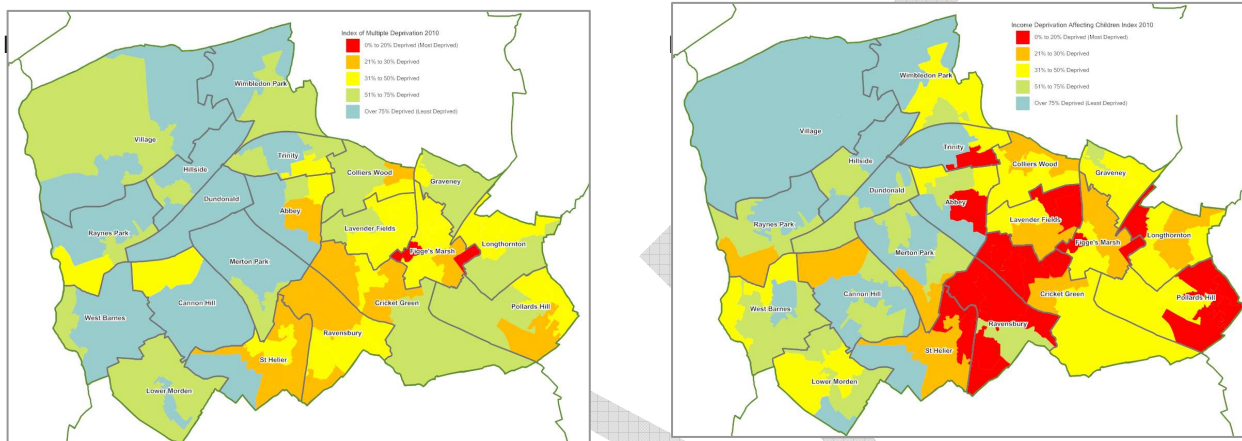 Index of Multiple Deprivation 2010
0% to 20% Deprived (Most Deprived)
21% to 30% Deprived
31% to 50% Deprived
51% to 75% Deprived
Over 75% Deprived (Least Deprived)
Wimbledon Park
Village
Trinity
Hillside
Colliers Wood
Graveney
Dundonald
Abbey
Raynes Park
Lavender Fields
Figge's Marsh
Longthornton
Merton Park
Cannon Hill
Cricket Green
Pollards Hill
West Barnes
Ravensbury
St Helier
Lower Morden
Income Deprivation Affecting Children Index 2010
0% to 20% Deprived (Most Deprived)
21% to 30% Deprived
31% to 50% Deprived
51% to 75% Deprived
Over 75% Deprived (Least Deprived)
Wimbledon Park
Village
Trinity
Hillside
Colliers Wood
Graveney
Dundonald
Abbey
Raynes Park
Lavender Fields
Figge's Marsh
Longthornton
Merton Park
Cannon Hill
Cricket Green
Pollards Hill
West Barnes
Ravensbury
St Helier
Lower Morden